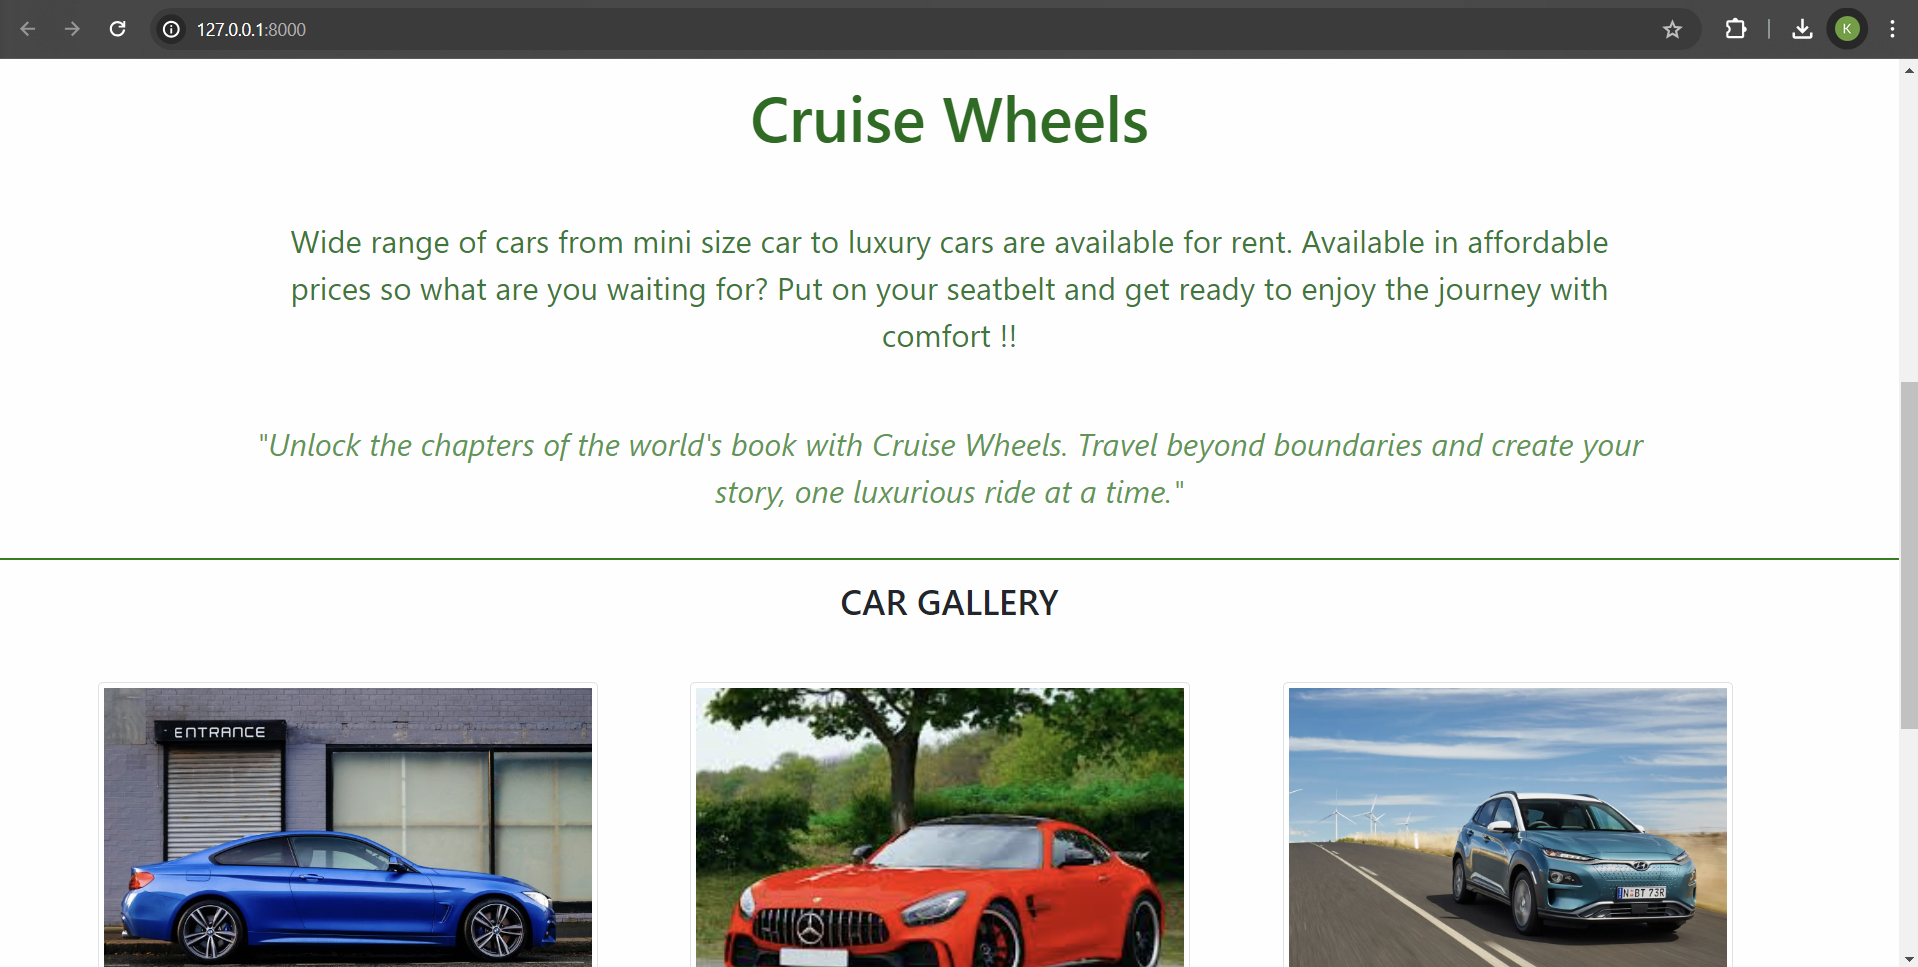 127.0.0.1:8000
K
Cruise Wheels
Wide range of cars from mini size car to luxury cars are available for rent. Available in affordable
prices so what are you waiting for? Put on your seatbelt and get ready to enjoy the journey with
comfort !!
"Unlock the chapters of the world's book with Cruise Wheels. Travel beyond boundaries and create your
story, one luxurious ride at a time."
CAR GALLERY
ENTRANCE
N·BT 73R